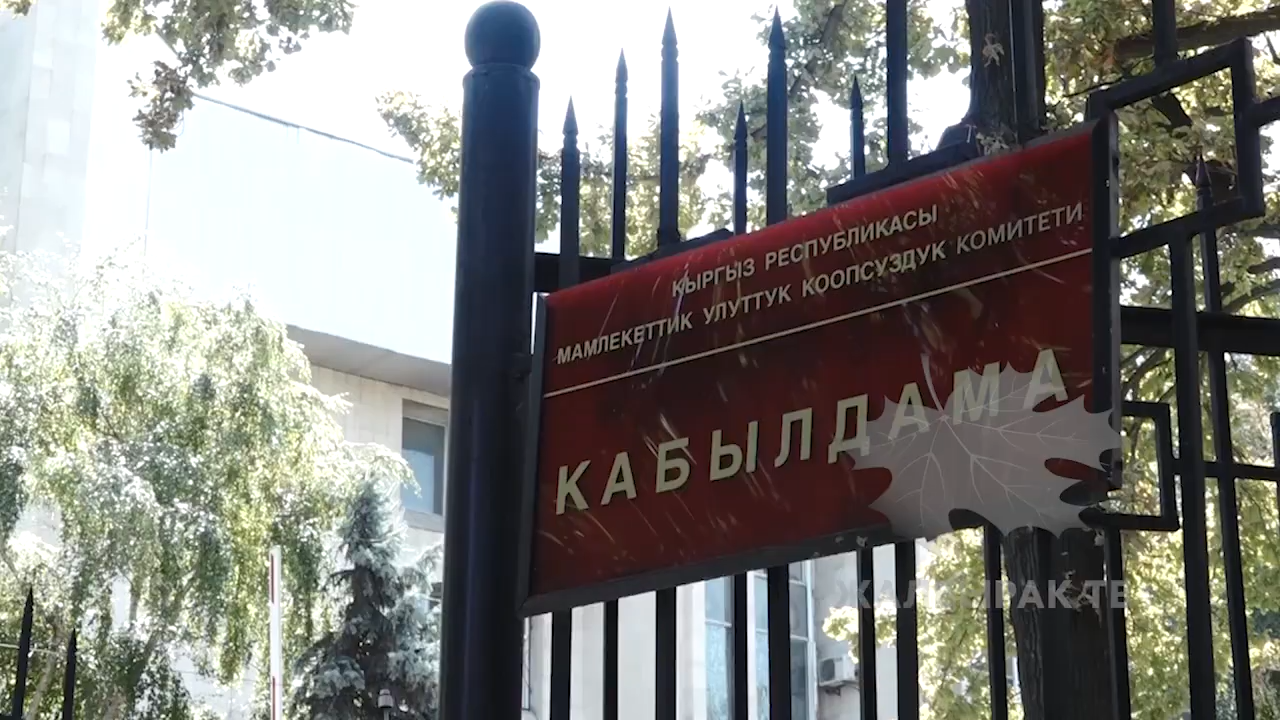 КЫРГЫЗ РЕСПУБЛИКАСЫ
МАМЛЕКЕТТИК УЛУТТУК КООПСУЗДУК КОМИТЕТИ
КАБЫЛДАМА